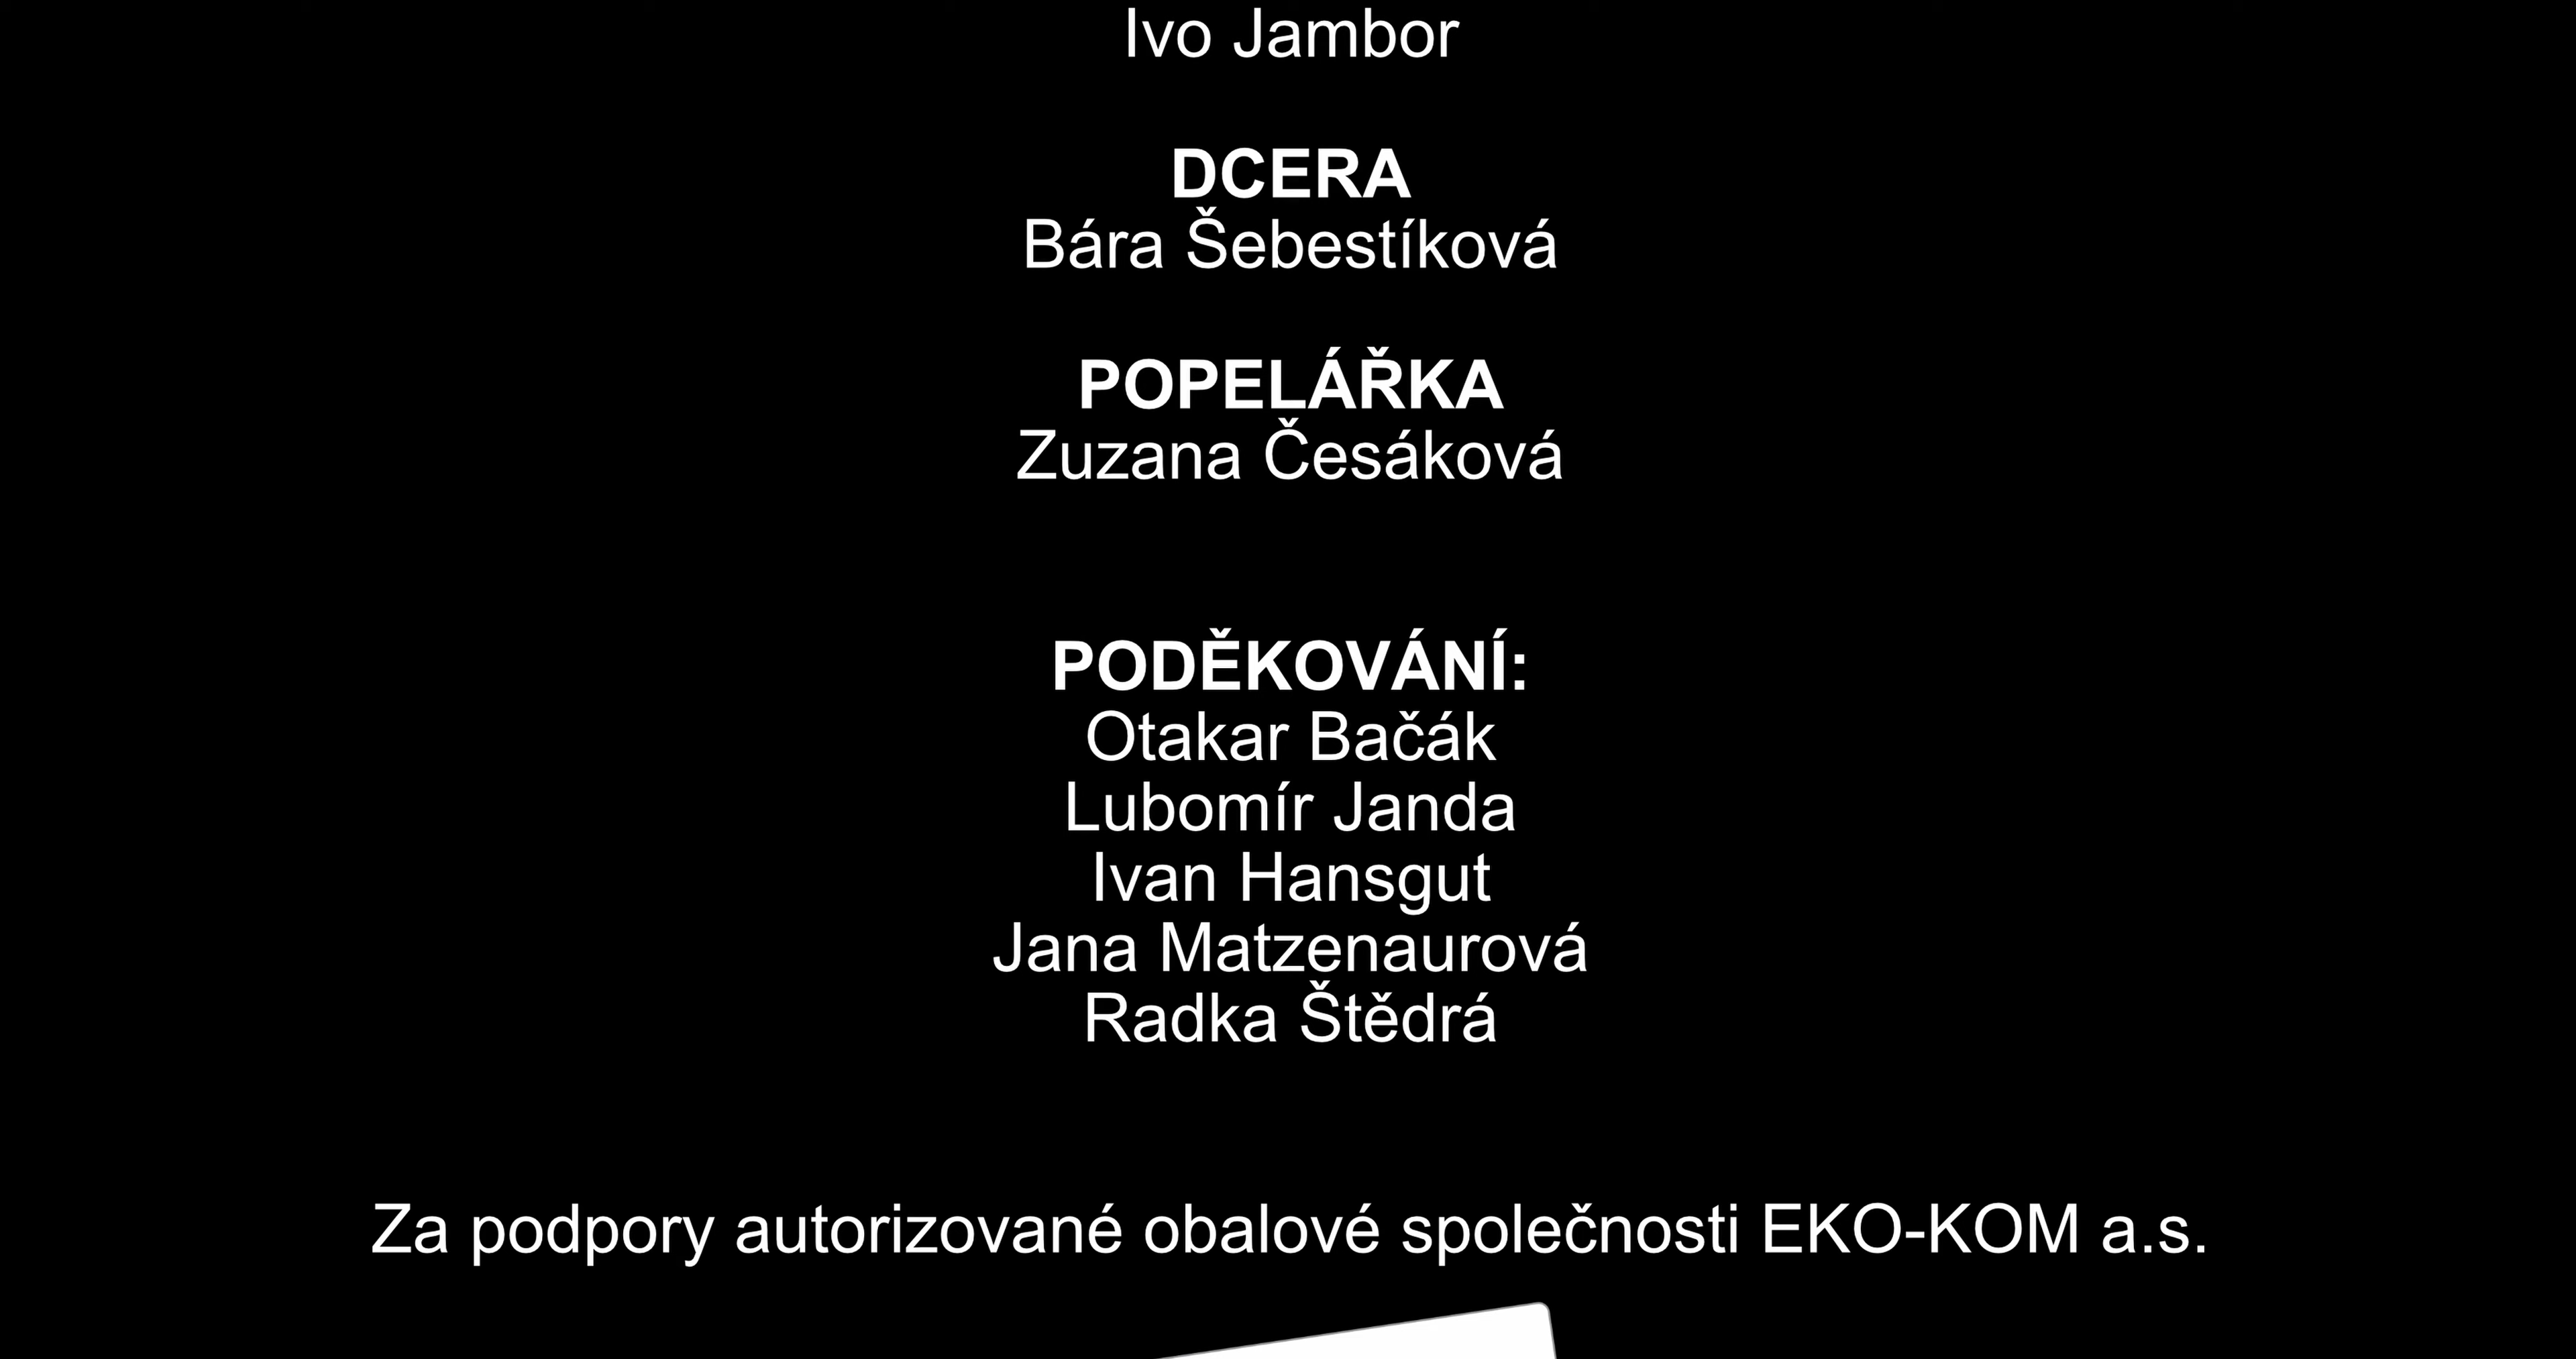 Ivo Jambor
DCERA
Bára Šebestíková
POPELÁŘKA
Zuzana Česáková
PODĚKOVÁNÍ:
Otakar Bačák
Lubomír Janda
Ivan Hansgut
Jana Matzenaurová
Radka Štědrá
Za podpory autorizované obalové společnosti EKO-KOM a.s.